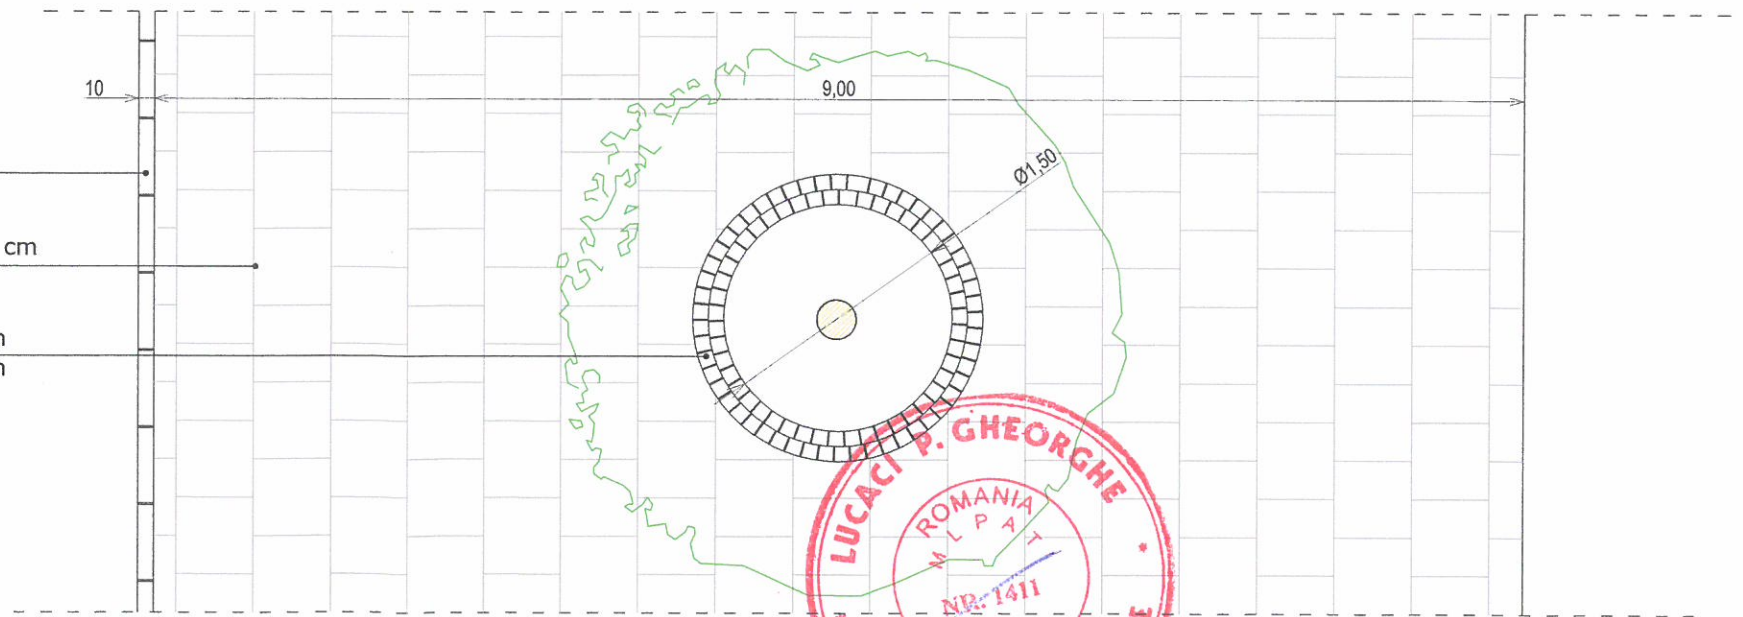 10
9,00
Ø1,50
cm
LUCACI P. GHEORGHE
ROMANIA
M L P A T
NR. 1411